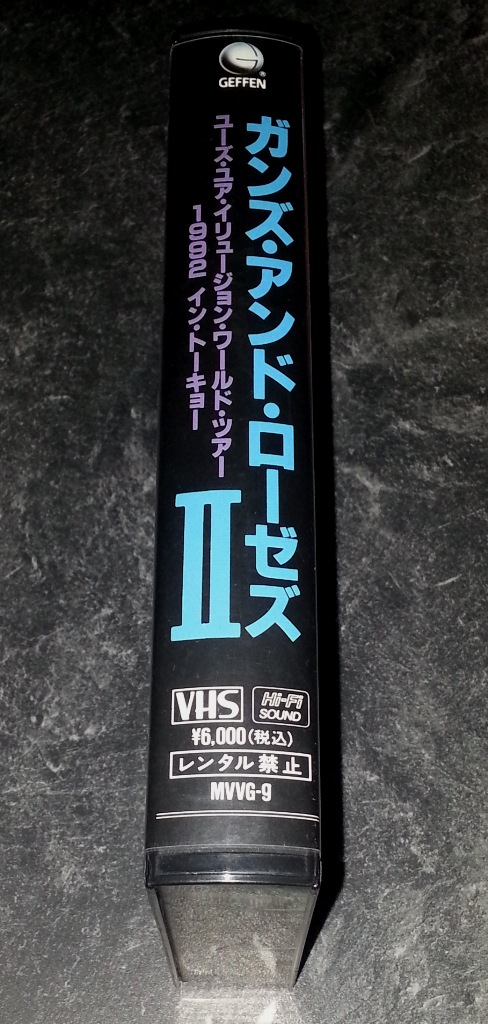 GEFFEN®
ガンズ・アンド・ローゼズ
ユーズ・ユア・イリュージョン・ワールド・ツアー
1992 イン・トーキョー
II
VHS
Hi-Fi
SOUND
¥6,000(税込)
レンタル禁止
MVVG-9